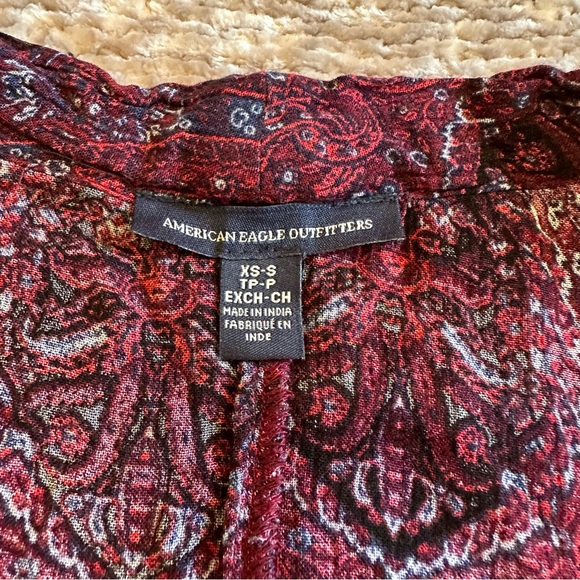 AMERICAN EAGLE OUTFITTERS
XS-S
TP-P
EXCH-CH
MADE IN INDIA
FABRIQUÉ EN
INDE